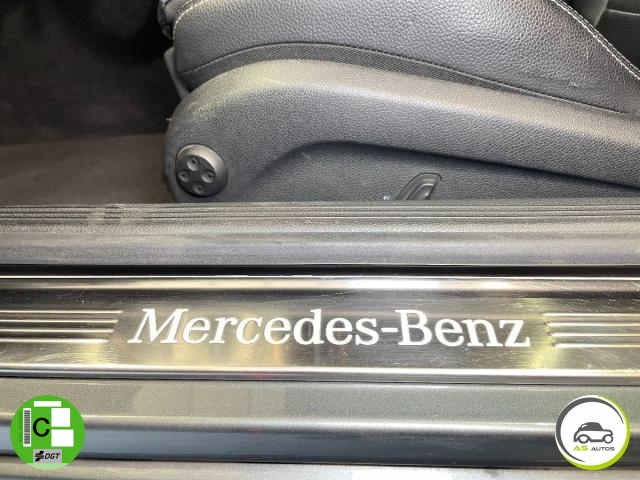 Mercedes-Benz
C
DGT
AS AUTOS